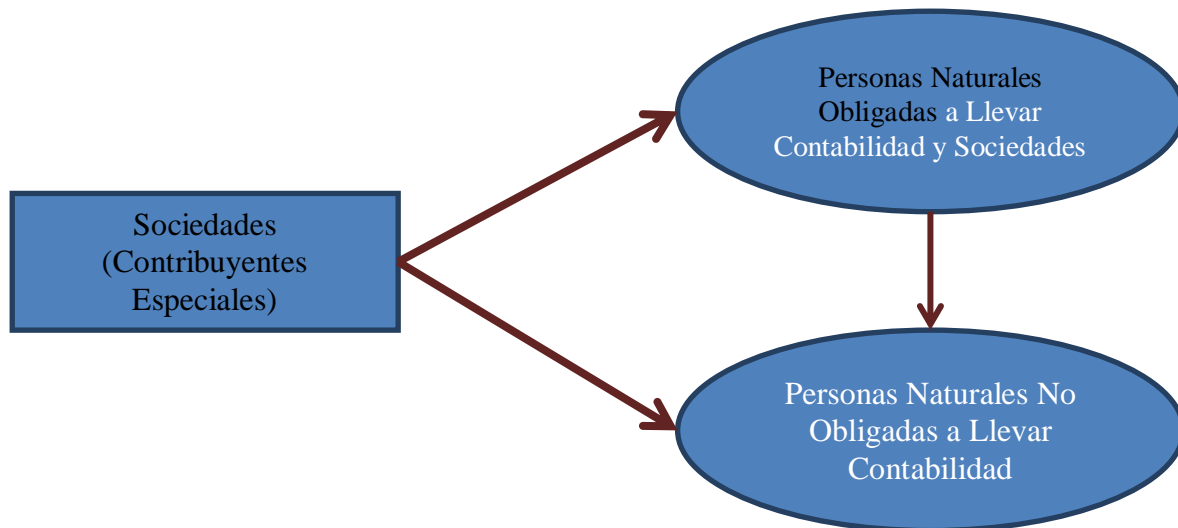 Personas Naturales
Obligadas a Llevar
Contabilidad y Sociedades
Sociedades
(Contribuyentes
Especiales)
Personas Naturales No
Obligadas a Llevar
Contabilidad